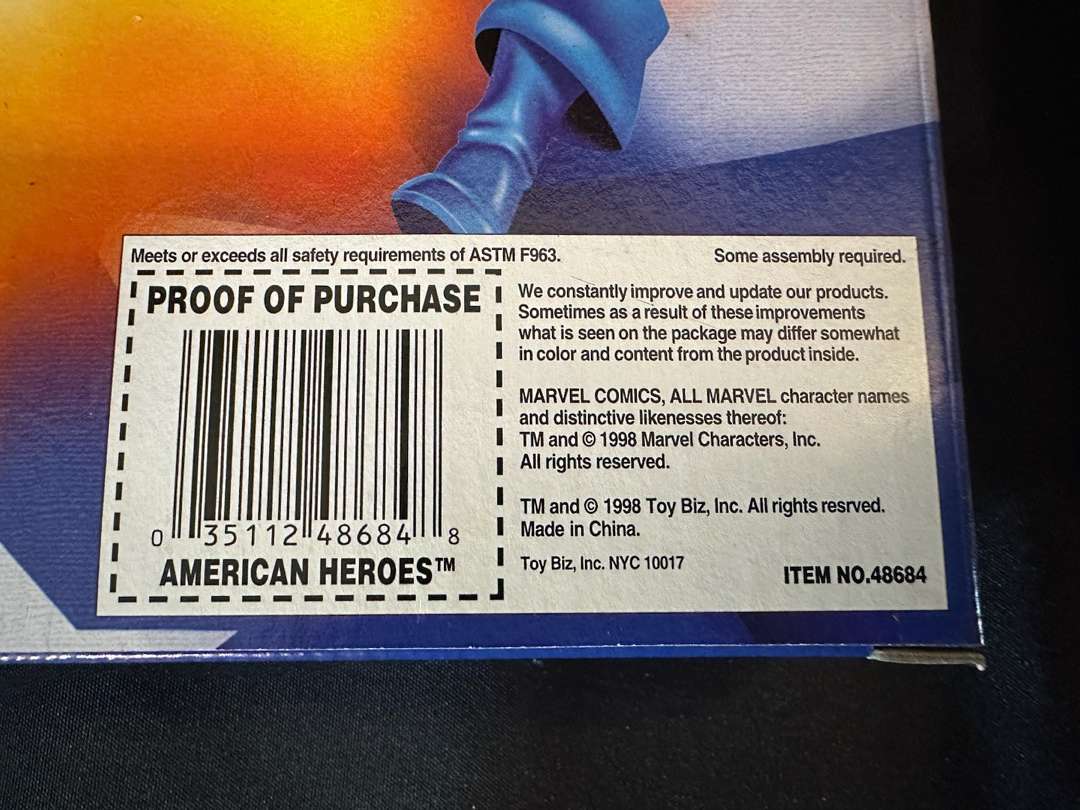 Meets or exceeds all safety requirements of ASTM F963.
Some assembly required.
PROOF OF PURCHASE
0 35112 48684 8
AMERICAN HEROES™
We constantly improve and update our products.
Sometimes as a result of these improvements
what is seen on the package may differ somewhat
in color and content from the product inside.
MARVEL COMICS, ALL MARVEL character names
and distinctive likenesses thereof:
TM and © 1998 Marvel Characters, Inc.
All rights reserved.
TM and © 1998 Toy Biz, Inc. All rights resrved.
Made in China.
Toy Biz, Inc. NYC 10017
ITEM NO.48684